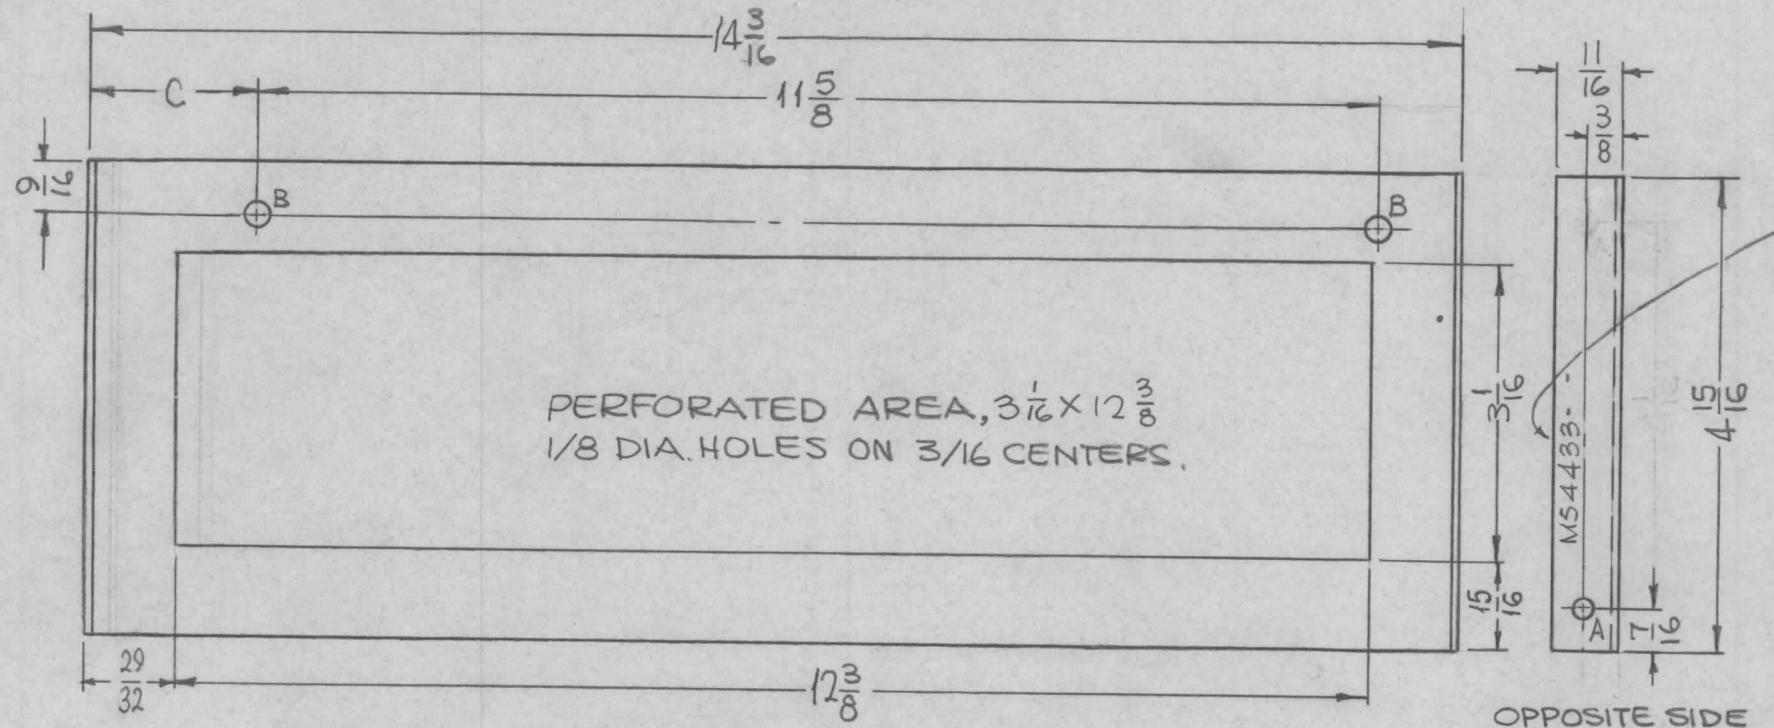 14 3/16
C
11 5/8
11/16
3/8
9/16
B
B
PERFORATED AREA, 3 1/16 X 12 3/8
1/8 DIA. HOLES ON 3/16 CENTERS.
3 1/16
4 15/16
M54433-
15/16
A
7/16
29/32
12 3/8
OPPOSITE SIDE